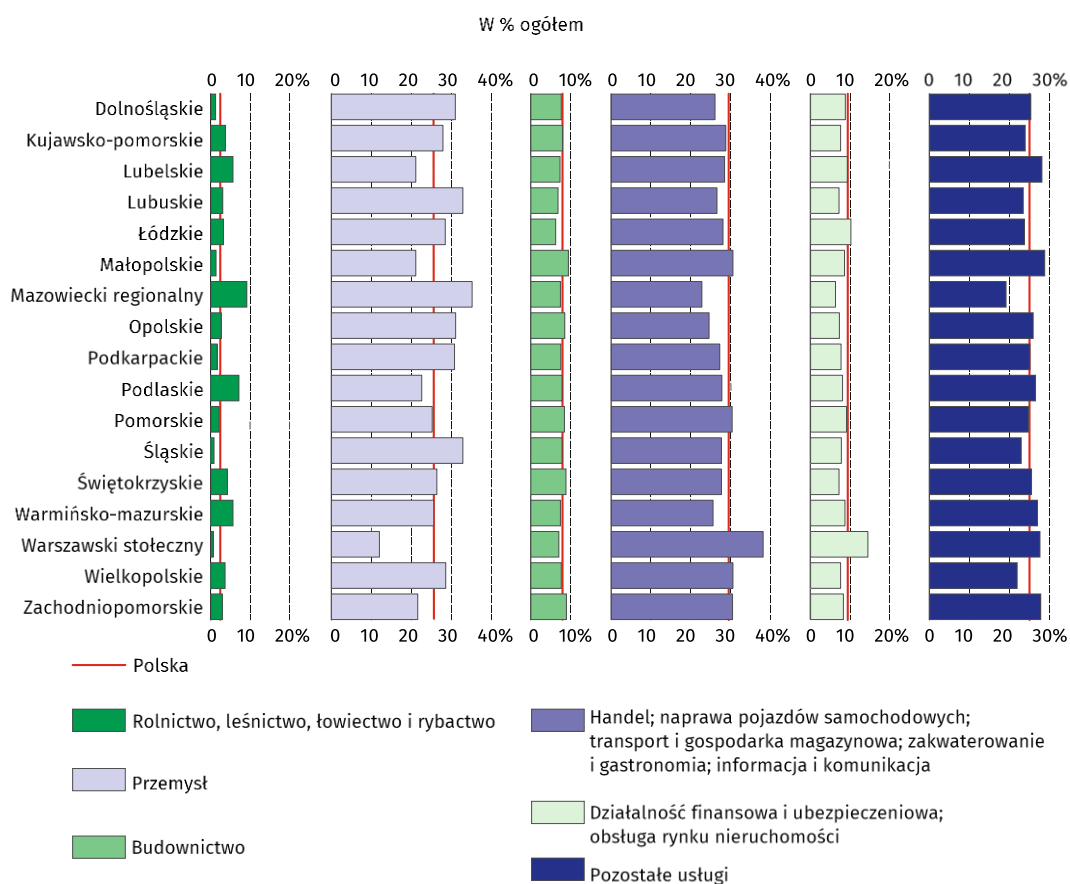 W % ogółem
0 10 20% 0 10 20 30 40% 0 10% 0 10 20 30 40% 0 10 20% 0 10 20 30%
Dolnośląskie
Kujawsko-pomorskie
Lubelskie
Lubuskie
Łódzkie
Małopolskie
Mazowiecki regionalny
Opolskie
Podkarpackie
Podlaskie
Pomorskie
Śląskie
Świętokrzyskie
Warmińsko-mazurskie
Warszawski stołeczny
Wielkopolskie
Zachodniopomorskie
0 10 20% 0 10 20 30 40% 0 10% 0 10 20 30 40% 0 10 20% 0 10 20 30%
Polska
Rolnictwo, leśnictwo, łowiectwo i rybactwo
Przemysł
Budownictwo
Handel; naprawa pojazdów samochodowych;
transport i gospodarka magazynowa; zakwaterowanie
i gastronomia; informacja i komunikacja
Działalność finansowa i ubezpieczeniowa;
obsługa rynku nieruchomości
Pozostałe usługi